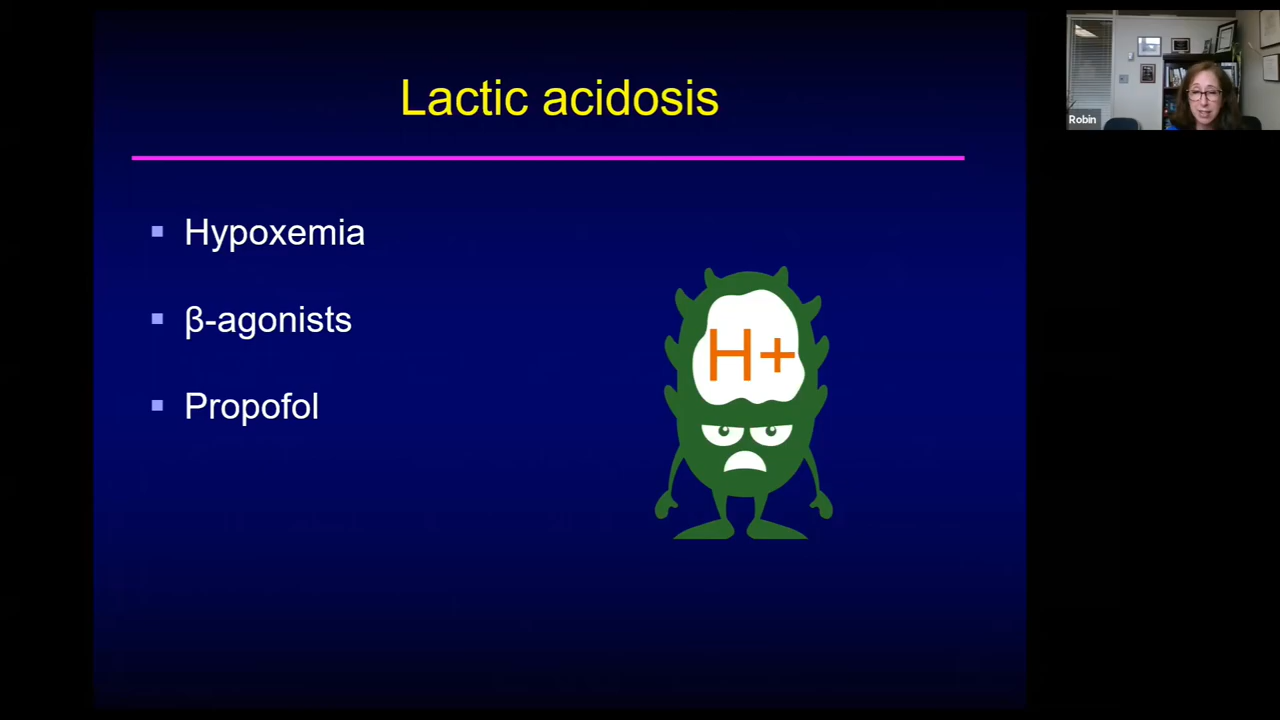 Lactic acidosis
Hypoxemia
β-agonists
Propofol
H+
Robin